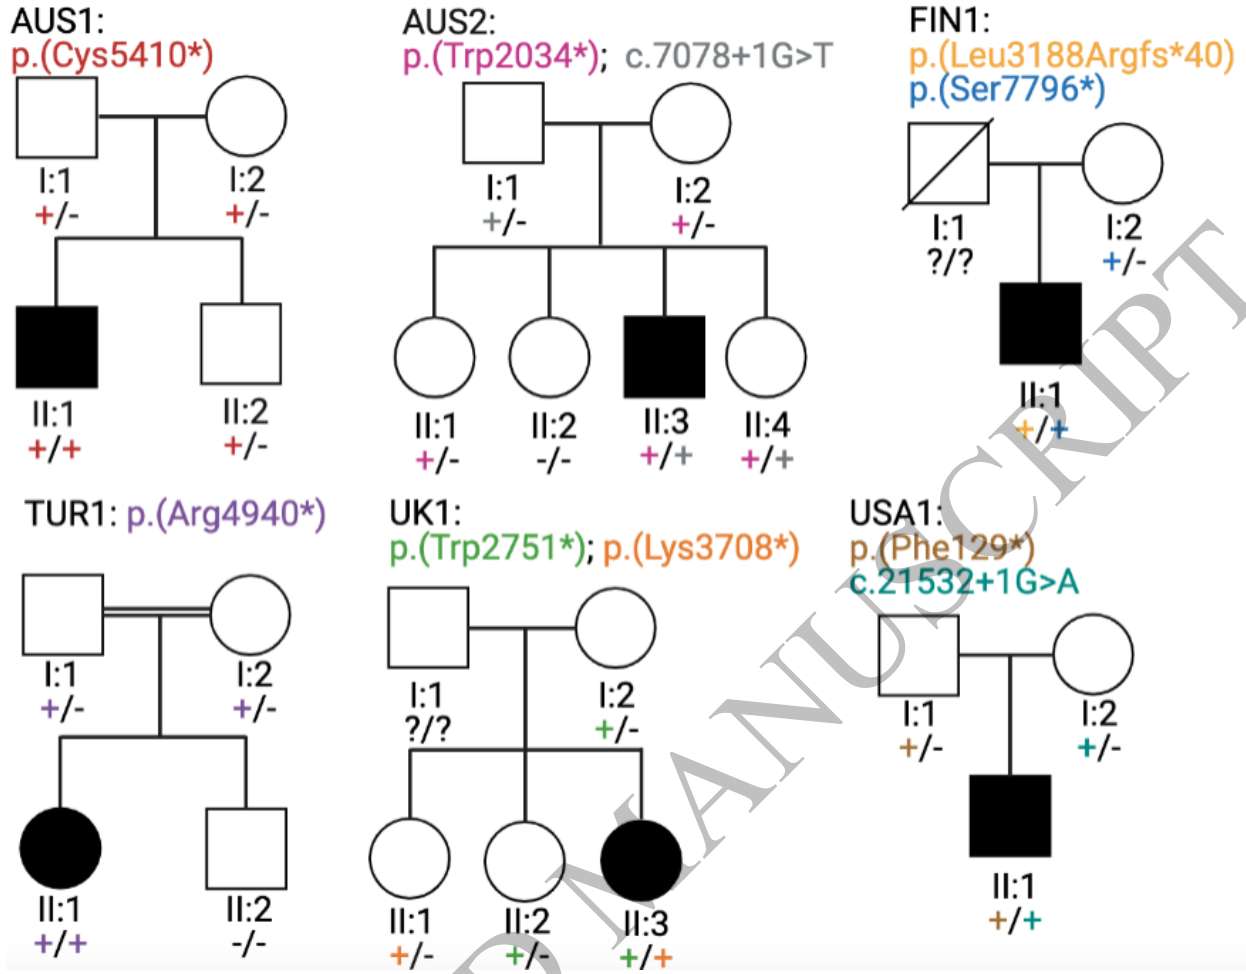 AUS1:
p.(Cys5410*)
I:1
+/-
I:2
+/-
II:1
+/+
II:2
+/-
AUS2:
p.(Trp2034*); c.7078+1G>T
I:1
+/-
I:2
+/-
II:1
+/-
II:2
-/-
II:3
+/+
II:4
+/+
FIN1:
p.(Leu3188Argfs*40)
p.(Ser7796*)
I:1
?/?
I:2
+/-
II:1
+/+
TUR1: p.(Arg4940*)
I:1
+/-
I:2
+/-
II:1
+/+
II:2
-/-
UK1:
p.(Trp2751*); p.(Lys3708*)
I:1
?/?
I:2
+/-
II:1
+/-
II:2
+/-
II:3
+/+
USA1:
p.(Phe129*)
c.21532+1G>A
I:1
+/-
I:2
+/-
II:1
+/+
D MANUSCRIPT